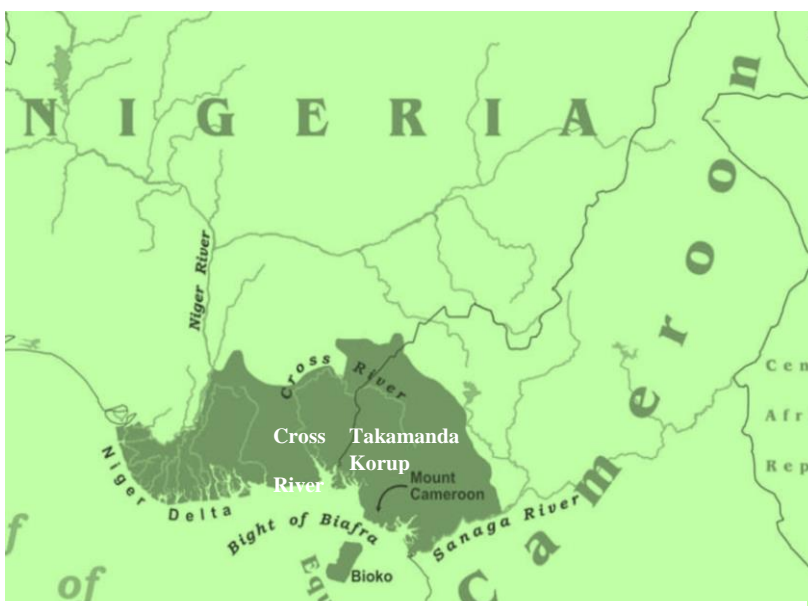 NIGERIA
Cameroon
Niger River
Cross River
Cross
River
Takamanda
Korup
Mount
Cameroon
Niger Delta
Bight of Biafra
Sanaga River
Bioko
Equ
Cen
Afr
Rep
f
of